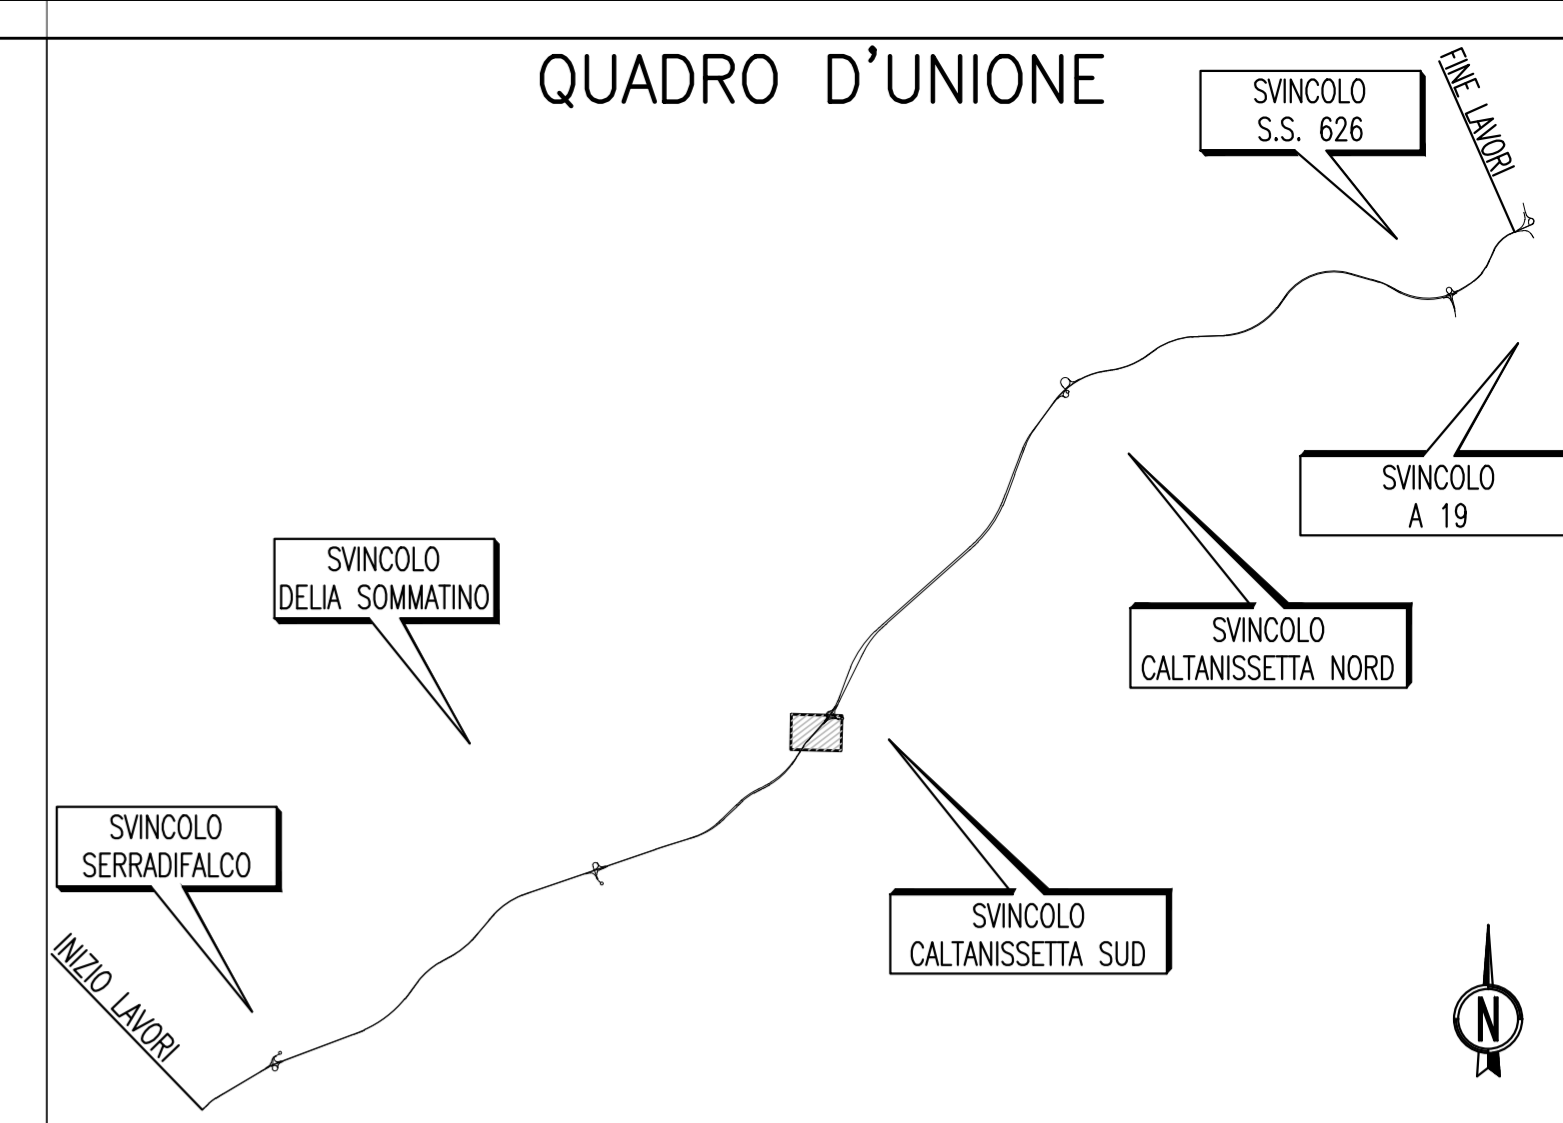 QUADRO D'UNIONE
SVINCOLO
S.S. 626
FINE LAVORI
SVINCOLO
A 19
SVINCOLO
DELIA SOMMATINO
SVINCOLO
CALTANISSETTA NORD
SVINCOLO
SERRADIFALCO
SVINCOLO
CALTANISSETTA SUD
INIZIO LAVORI
N